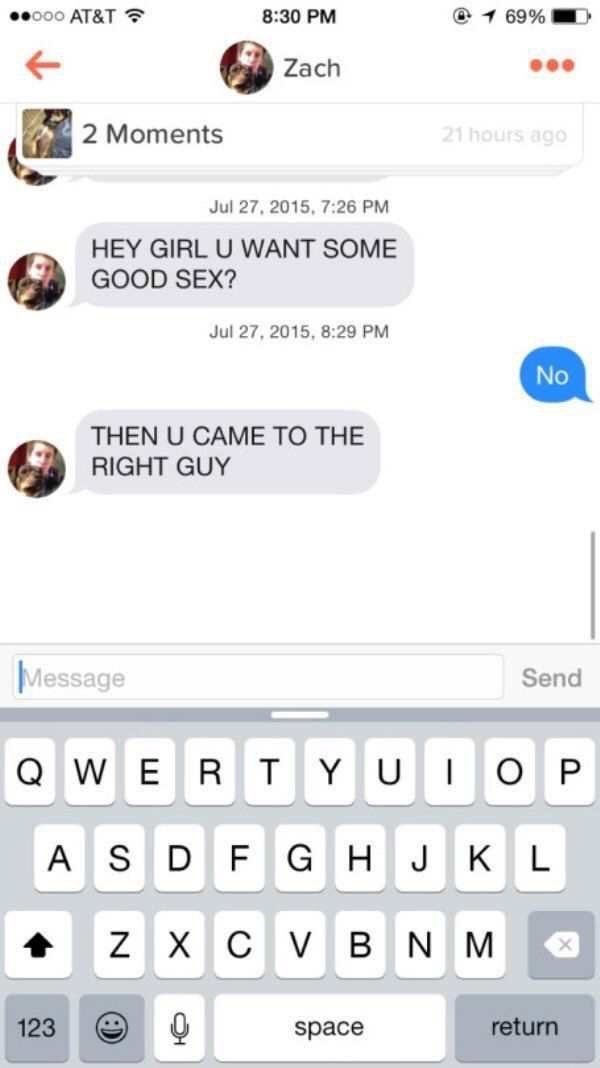 AT&T 8:30 PM 69%
Zach
2 Moments 21 hours ago
Jul 27, 2015, 7:26 PM
HEY GIRL U WANT SOME
GOOD SEX?
Jul 27, 2015, 8:29 PM
No
THEN U CAME TO THE
RIGHT GUY
Message Send
Q W E R T Y U I O P
A S D F G H J K L
Z X C V B N M
123 space return